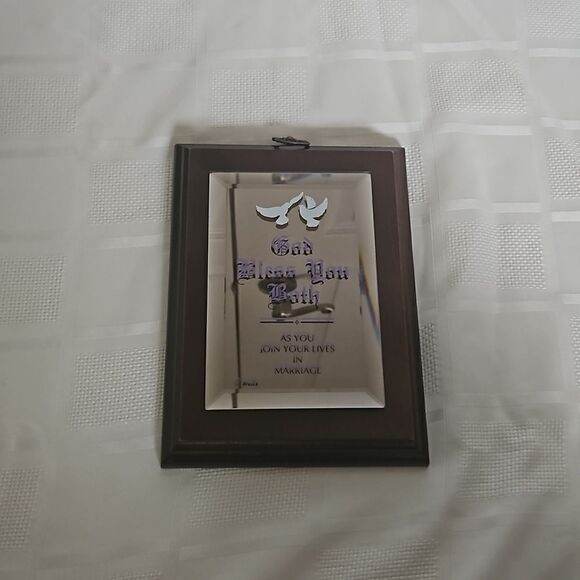 God
Bless You
Both
AS YOU
JOIN YOUR LIVES
IN
MARRIAGE